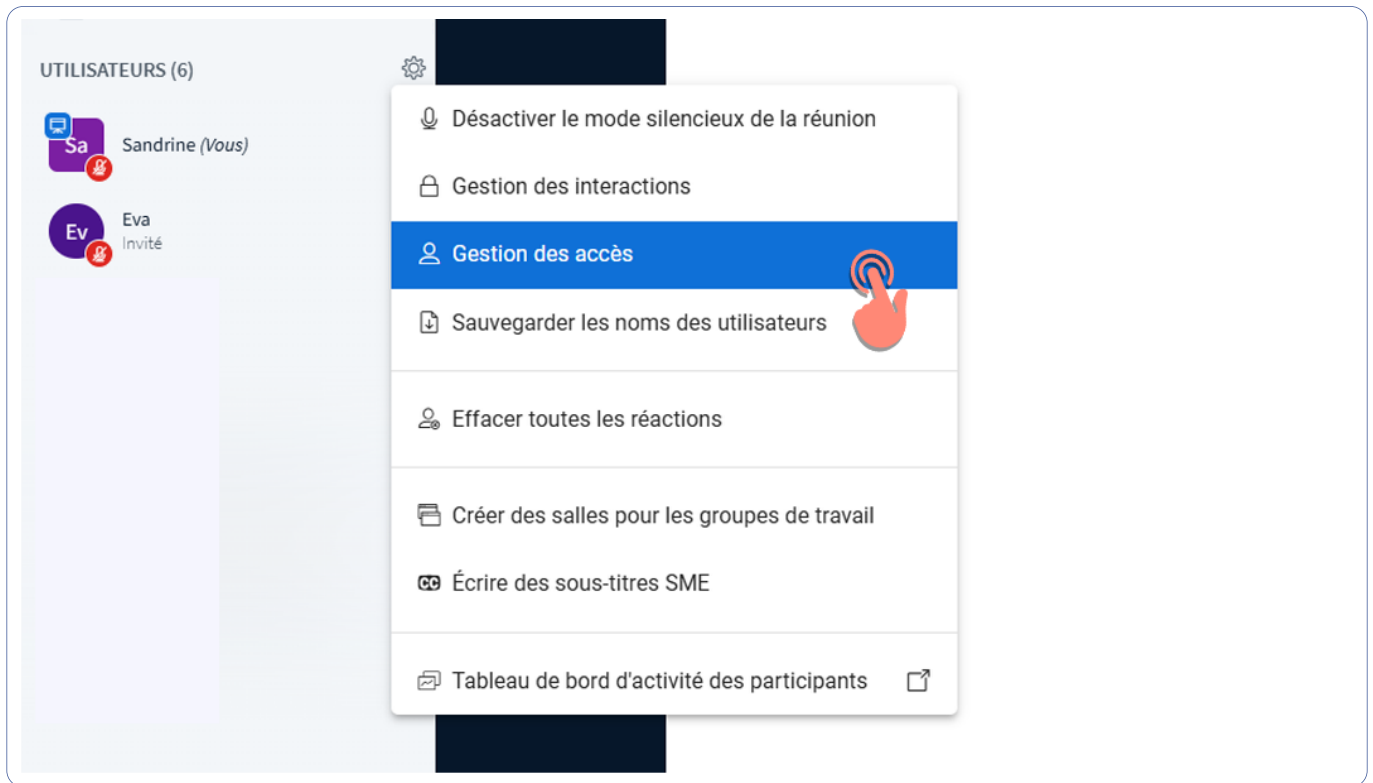 UTILISATEURS (6)
Sa
Sandrine (Vous)
Ev
Eva
Invité
Désactiver le mode silencieux de la réunion
Gestion des interactions
Gestion des accès
Sauvegarder les noms des utilisateurs
Effacer toutes les réactions
Créer des salles pour les groupes de travail
CC Écrire des sous-titres SME
Tableau de bord d'activité des participants